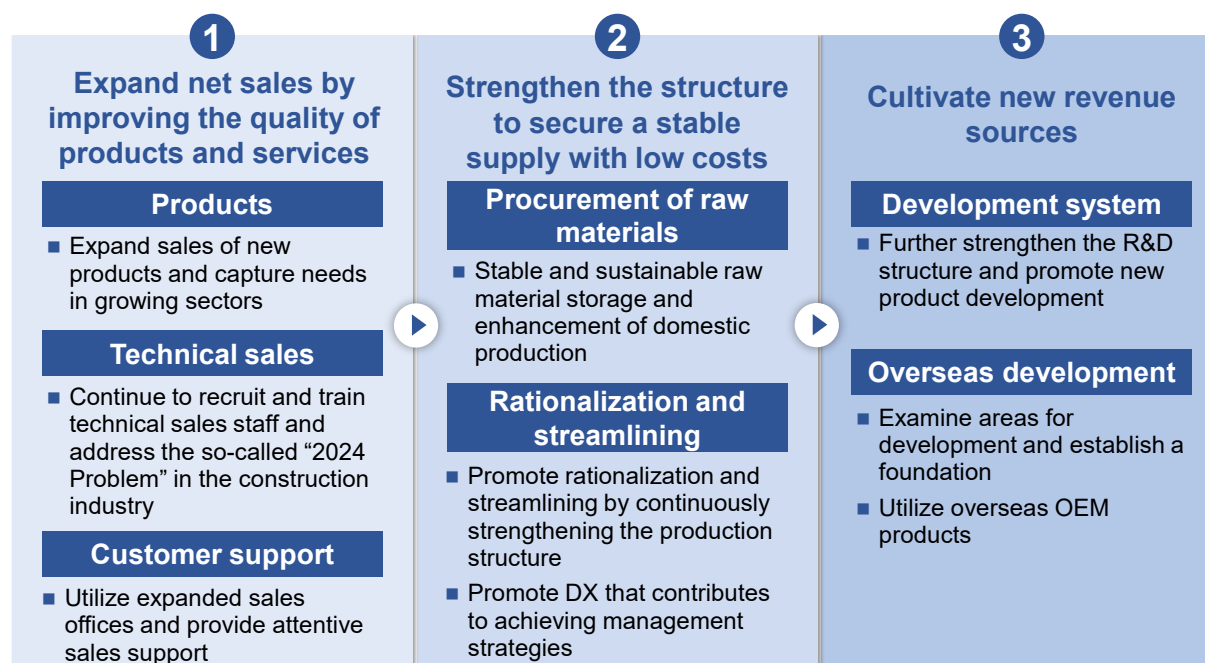 1
Expand net sales by
improving the quality of
products and services
Products
■ Expand sales of new
products and capture needs
in growing sectors
Technical sales
■ Continue to recruit and train
technical sales staff and
address the so-called “2024
Problem” in the construction
industry
Customer support
■ Utilize expanded sales
offices and provide attentive
sales support
2
Strengthen the structure
to secure a stable
supply with low costs
Procurement of raw
materials
■ Stable and sustainable raw
material storage and
enhancement of domestic
production
Rationalization and
streamlining
■ Promote rationalization and
streamlining by continuously
strengthening the production
structure
■ Promote DX that contributes
to achieving management
strategies
3
Cultivate new revenue
sources
Development system
■ Further strengthen the R&D
structure and promote new
product development
Overseas development
■ Examine areas for
development and establish a
foundation
■ Utilize overseas OEM
products